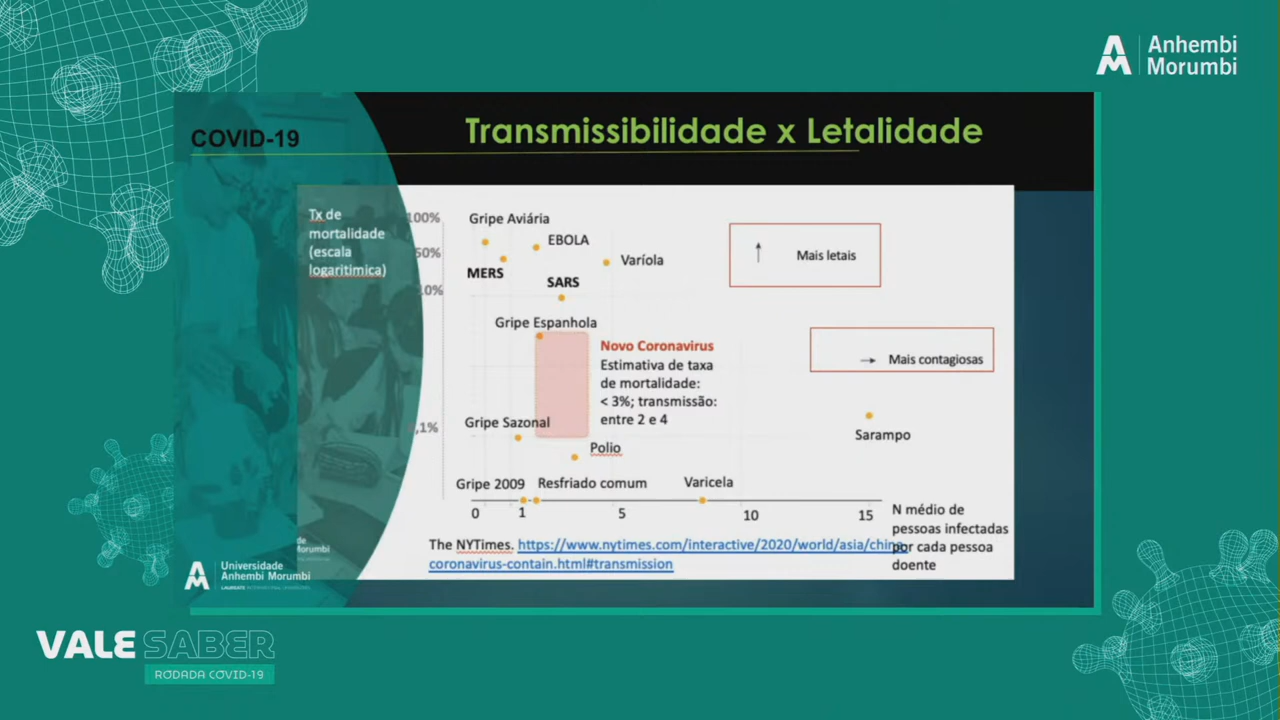 Anhembi
Morumbi
COVID-19
Transmissibilidade x Letalidade
Tx de
mortalidade
(escala
logaritimica)
100%
50%
10%
,1%
Gripe Aviária
EBOLA
Varíola
MERS
SARS
Gripe Espanhola
Novo Coronavirus
Estimativa de taxa
de mortalidade:
< 3%; transmissão:
entre 2 e 4
Mais letais
Mais contagiosas
Gripe Sazonal
Polio
Sarampo
Gripe 2009
Resfriado comum
Varicela
0 1 5 10 15
N médio de
pessoas infectadas
por cada pessoa
doente
The NYTimes. https://www.nytimes.com/interactive/2020/world/asia/china-
coronavirus-contain.html#transmission
de
Morumbi
Universidade
Anhembi Morumbi
VALE SABER
RODADA COVID-19